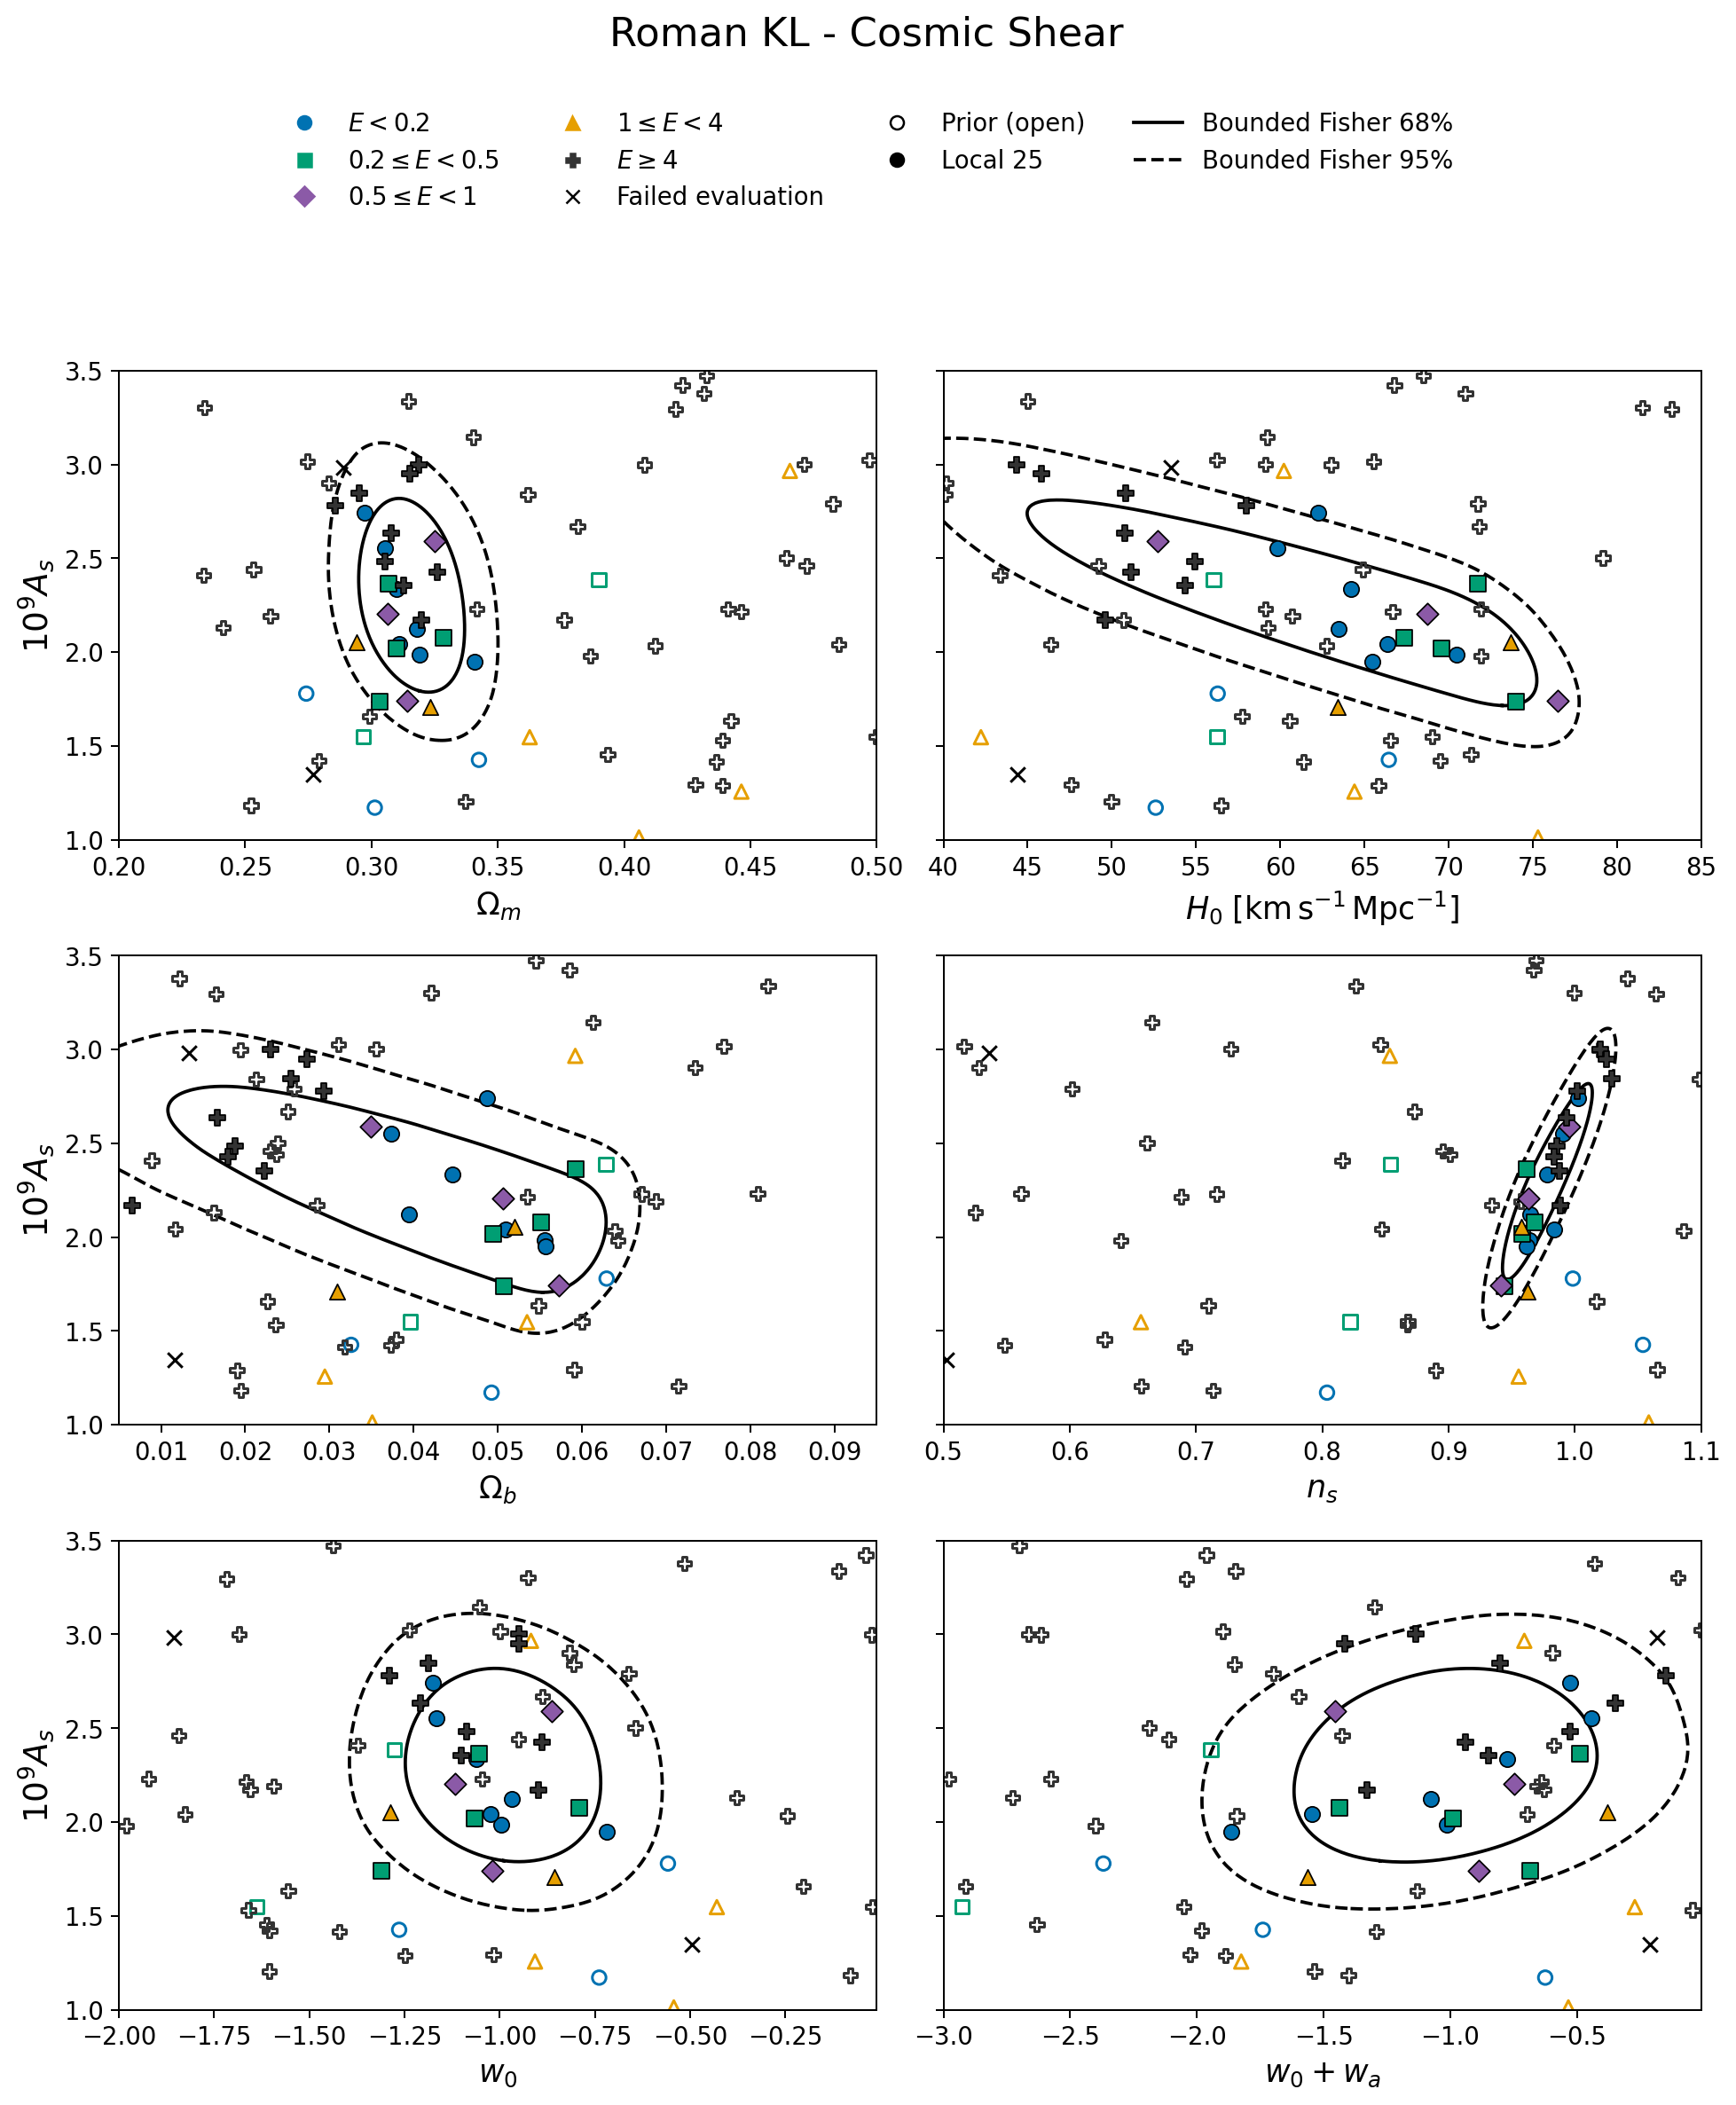 Roman KL - Cosmic Shear
E < 0.2
0.2 ≤ E < 0.5
0.5 ≤ E < 1
1 ≤ E < 4
E ≥ 4
Failed evaluation
Prior (open)
Local 25
Bounded Fisher 68%
Bounded Fisher 95%
3.5
3.0
2.5
2.0
1.5
1.0
10⁹Aₛ
0.20 0.25 0.30 0.35 0.40 0.45 0.50
Ωₘ
40 45 50 55 60 65 70 75 80 85
H₀ [km s⁻¹ Mpc⁻¹]
3.5
3.0
2.5
2.0
1.5
1.0
10⁹Aₛ
0.01 0.02 0.03 0.04 0.05 0.06 0.07 0.08 0.09
Ω_b
0.5 0.6 0.7 0.8 0.9 1.0 1.1
nₛ
3.5
3.0
2.5
2.0
1.5
1.0
10⁹Aₛ
−2.00 −1.75 −1.50 −1.25 −1.00 −0.75 −0.50 −0.25
w₀
−3.0 −2.5 −2.0 −1.5 −1.0 −0.5
w₀ + wₐ